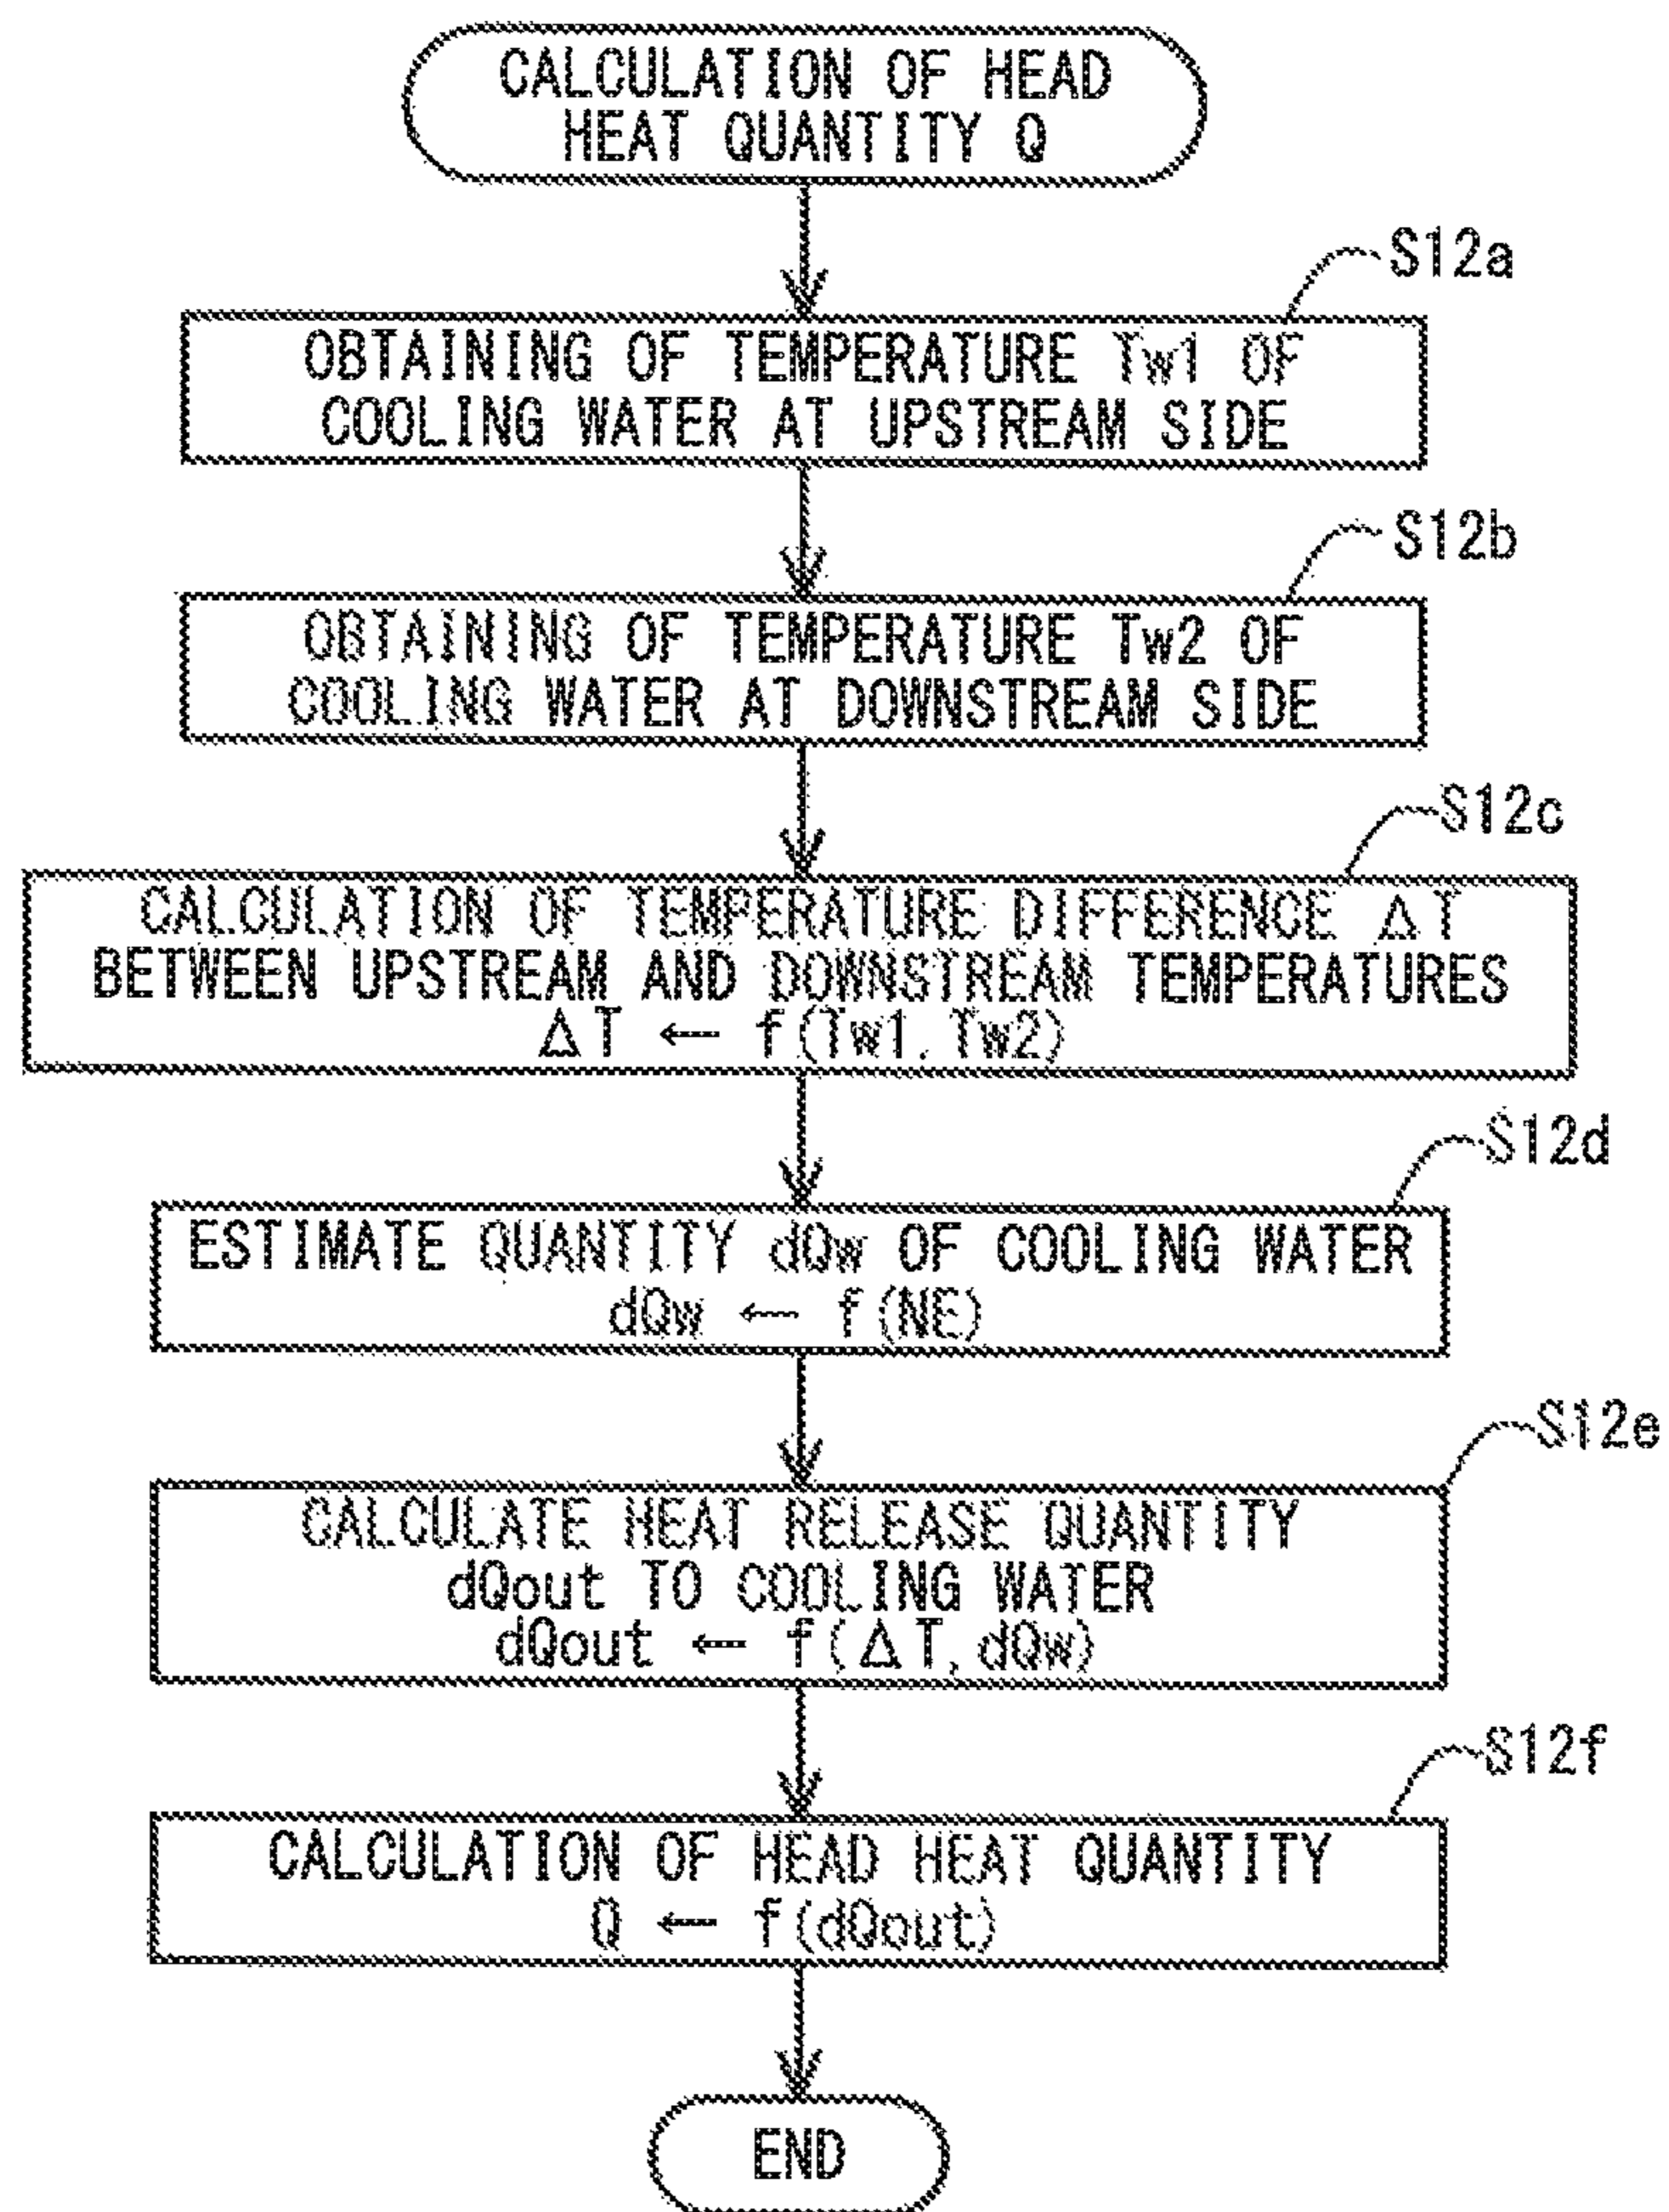 CALCULATION OF HEAD
HEAT QUANTITY Q
S12a
OBTAINING OF TEMPERATURE Tw1 OF
COOLING WATER AT UPSTREAM SIDE
S12b
OBTAINING OF TEMPERATURE Tw2 OF
COOLING WATER AT DOWNSTREAM SIDE
S12c
CALCULATION OF TEMPERATURE DIFFERENCE ΔT
BETWEEN UPSTREAM AND DOWNSTREAM TEMPERATURES
ΔT ← f(Tw1, Tw2)
S12d
ESTIMATE QUANTITY dQw OF COOLING WATER
dQw ← f(NE)
S12e
CALCULATE HEAT RELEASE QUANTITY
dQout TO COOLING WATER
dQout ← f(ΔT, dQw)
S12f
CALCULATION OF HEAD HEAT QUANTITY
Q ← f(dQout)
END